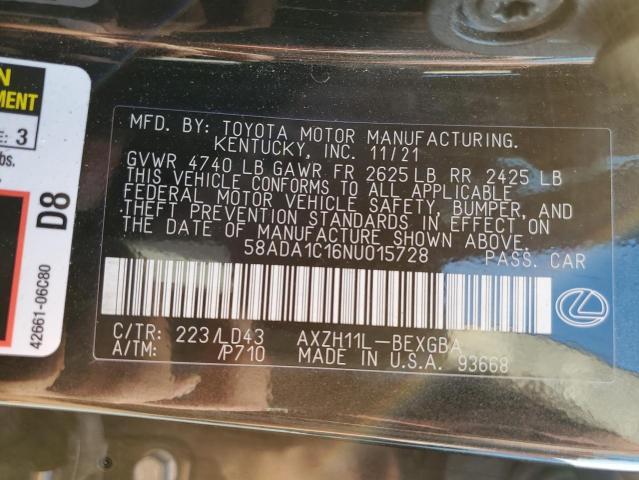 N
EMENT
E: 3
bs.
D8
42661-06C80
MFD. BY: TOYOTA MOTOR MANUFACTURING.
KENTUCKY, INC. 11/21
GVWR 4740 LB GAWR FR 2625 LB RR 2425 LB
THIS VEHICLE CONFORMS TO ALL APPLICABLE
FEDERAL MOTOR VEHICLE SAFETY, BUMPER, AND
THEFT PREVENTION STANDARDS IN EFFECT ON
THE DATE OF MANUFACTURE SHOWN ABOVE.
58ADA1C16NU015728 PASS. CAR
C/TR: 223/LD43 AXZH11L-BEXGBA
A/TM: /P710 MADE IN U.S.A. 93668